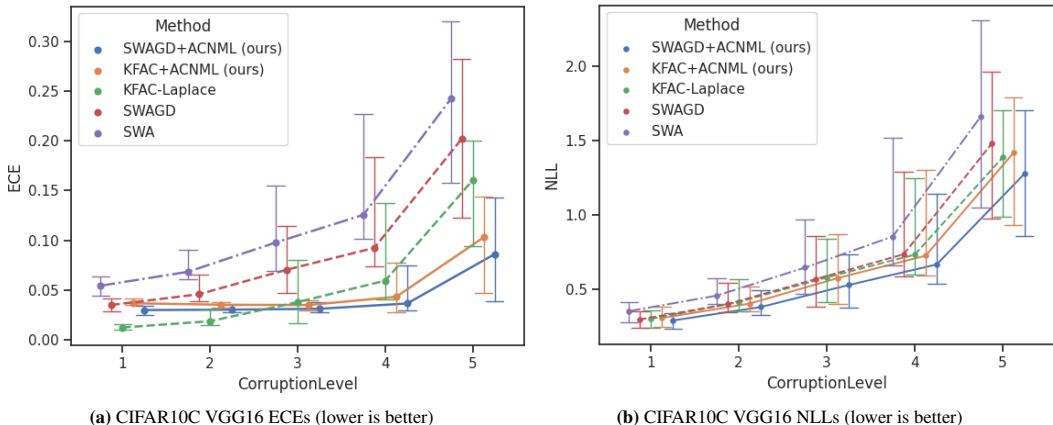 Method
SWAGD+ACNML (ours)
KFAC+ACNML (ours)
KFAC-Laplace
SWAGD
SWA
0.30
0.25
0.20
0.15
0.10
0.05
0.00
ECE
1 2 3 4 5
CorruptionLevel
(a) CIFAR10C VGG16 ECEs (lower is better)
Method
SWAGD+ACNML (ours)
KFAC+ACNML (ours)
KFAC-Laplace
SWAGD
SWA
2.0
1.5
1.0
0.5
NLL
1 2 3 4 5
CorruptionLevel
(b) CIFAR10C VGG16 NLLs (lower is better)